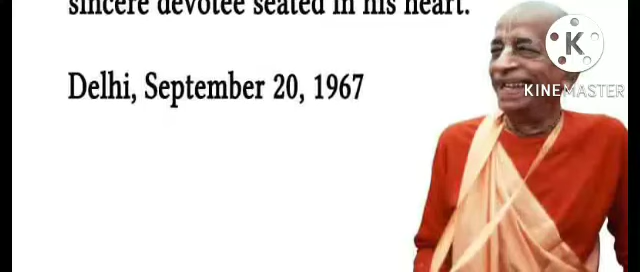 sincere devotee seated in his heart.
Delhi, September 20, 1967
K
KINEMASTER